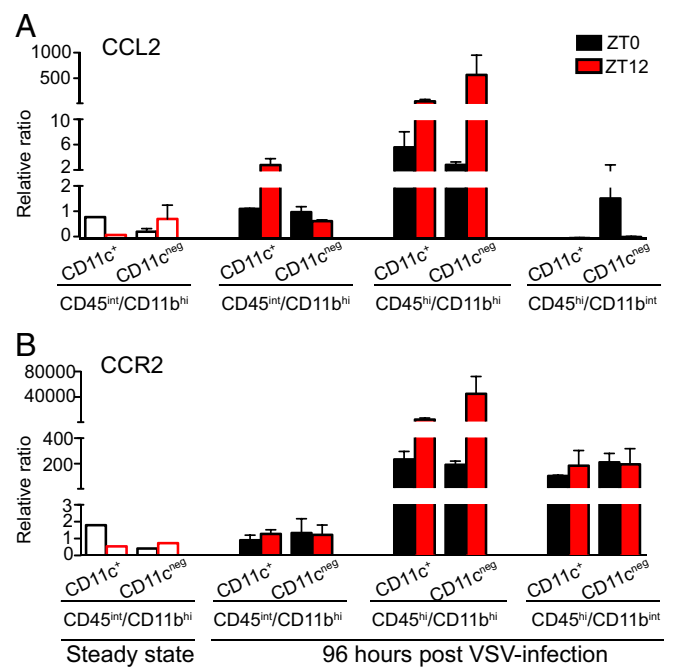 A
CCL2
ZT0
ZT12
Relative ratio
1000
500
10
6
2
2
1
0
CD11c⁺ CD11cⁿᵉᵍ CD11c⁺ CD11cⁿᵉᵍ CD11c⁺ CD11cⁿᵉᵍ CD11c⁺ CD11cⁿᵉᵍ
CD45ⁱⁿᵗ/CD11bʰⁱ CD45ⁱⁿᵗ/CD11bʰⁱ CD45ʰⁱ/CD11bʰⁱ CD45ʰⁱ/CD11bⁱⁿᵗ
B
CCR2
Relative ratio
80000
40000
400
200
3
2
1
0
CD11c⁺ CD11cⁿᵉᵍ CD11c⁺ CD11cⁿᵉᵍ CD11c⁺ CD11cⁿᵉᵍ CD11c⁺ CD11cⁿᵉᵍ
CD45ⁱⁿᵗ/CD11bʰⁱ CD45ⁱⁿᵗ/CD11bʰⁱ CD45ʰⁱ/CD11bʰⁱ CD45ʰⁱ/CD11bⁱⁿᵗ
Steady state 96 hours post VSV-infection